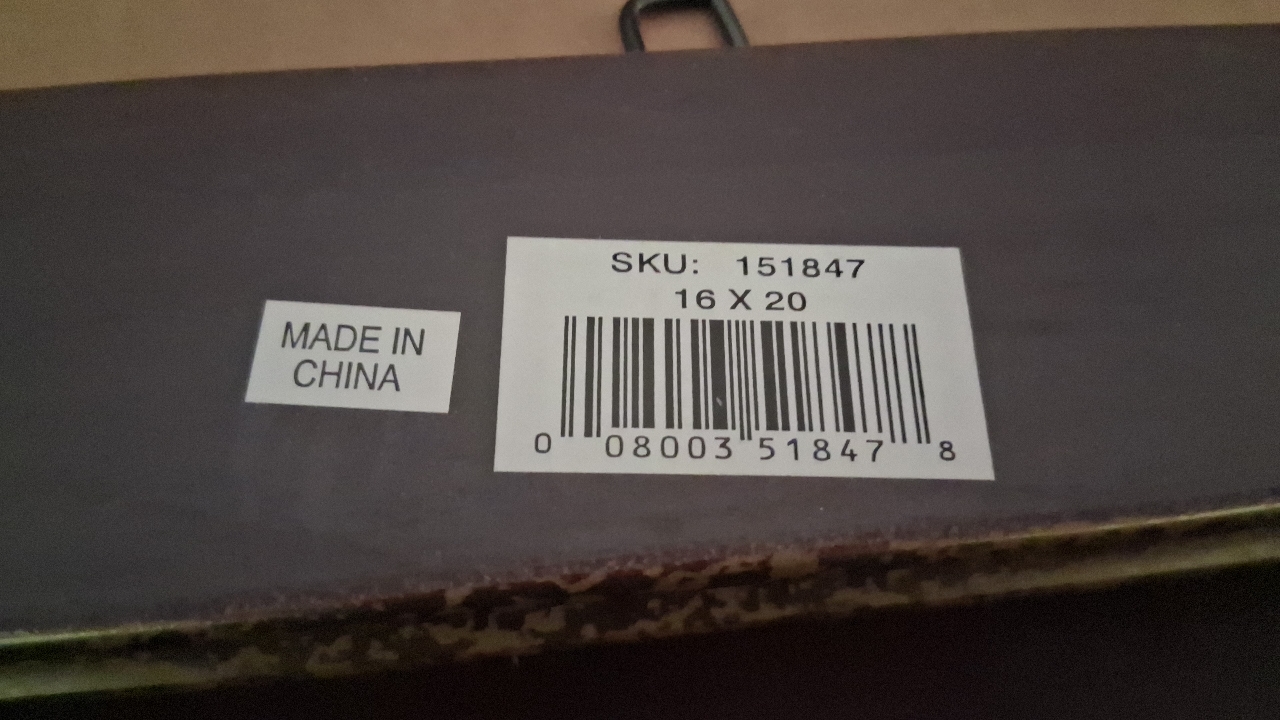 SKU: 151847
16 X 20
MADE IN
CHINA
0 08003 51847 8